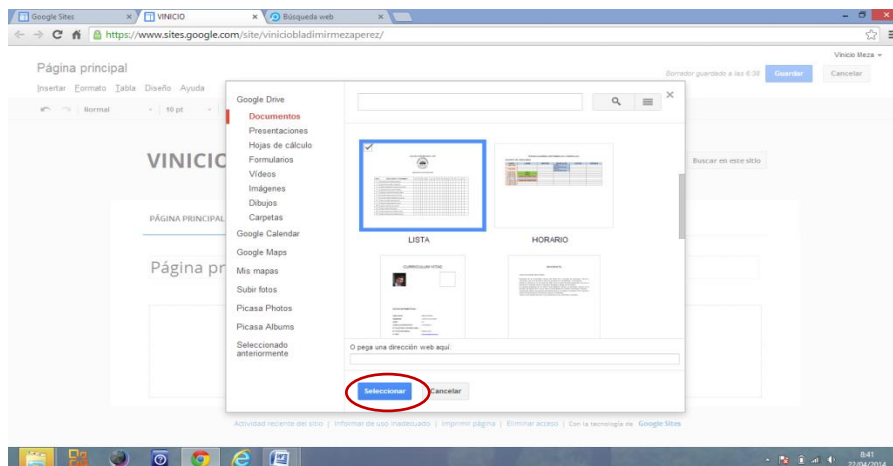 Google Sites
VINICIO
Búsqueda web
https://www.sites.google.com/site/viniciobladimirmezaperez/
Vinicio Meza
Página principal
Borrador guardado a las 6:38
Guardar
Cancelar
Insertar Formato Tabla Diseño Ayuda
Normal
10 pt
VINICIO
Buscar en este sitio
PÁGINA PRINCIPAL
Página pr
Google Drive
Documentos
Presentaciones
Hojas de cálculo
Formularios
Vídeos
Imágenes
Dibujos
Carpetas
Google Calendar
Google Maps
Mis mapas
Subir fotos
Picasa Photos
Picasa Albums
Seleccionado
anteriormente
LISTA
HORARIO
CURRICULUM VITAE
O pega una dirección web aquí:
Seleccionar
Cancelar
Actividad reciente del sitio | Informar de uso inadecuado | Imprimir página | Eliminar acceso | Con la tecnología de Google Sites
8:41
22/04/2014